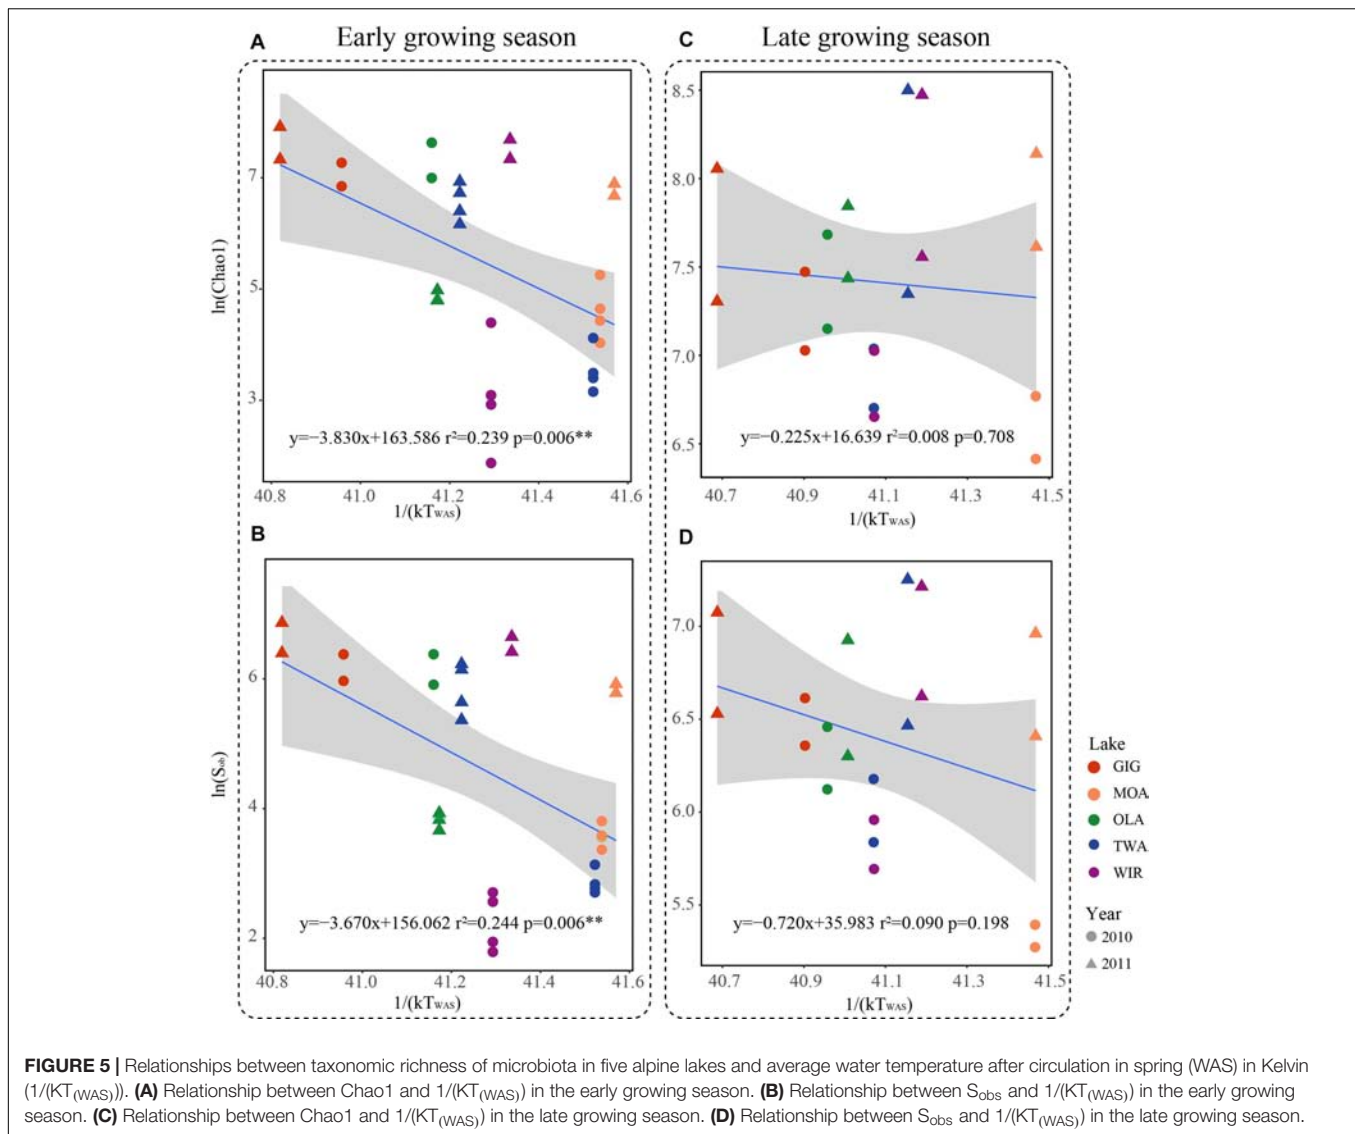 A Early growing season
C Late growing season
ln(Chao1)
7
5
3
y=−3.830x+163.586 r²=0.239 p=0.006**
40.8 41.0 41.2 41.4 41.6
1/(kTWAS)
8.5
8.0
7.5
7.0
6.5
y=−0.225x+16.639 r²=0.008 p=0.708
40.7 40.9 41.1 41.3 41.5
1/(kTWAS)
B
ln(Sob)
6
4
2
y=−3.670x+156.062 r²=0.244 p=0.006**
40.8 41.0 41.2 41.4 41.6
1/(kTWAS)
D
7.0
6.5
6.0
5.5
y=−0.720x+35.983 r²=0.090 p=0.198
40.7 40.9 41.1 41.3 41.5
1/(kTWAS)
Lake
GIG
MOA
OLA
TWA
WIR
Year
2010
2011
FIGURE 5 | Relationships between taxonomic richness of microbiota in five alpine lakes and average water temperature after circulation in spring (WAS) in Kelvin
(1/(KT(WAS))). (A) Relationship between Chao1 and 1/(KT(WAS)) in the early growing season. (B) Relationship between Sobs and 1/(KT(WAS)) in the early growing
season. (C) Relationship between Chao1 and 1/(KT(WAS)) in the late growing season. (D) Relationship between Sobs and 1/(KT(WAS)) in the late growing season.